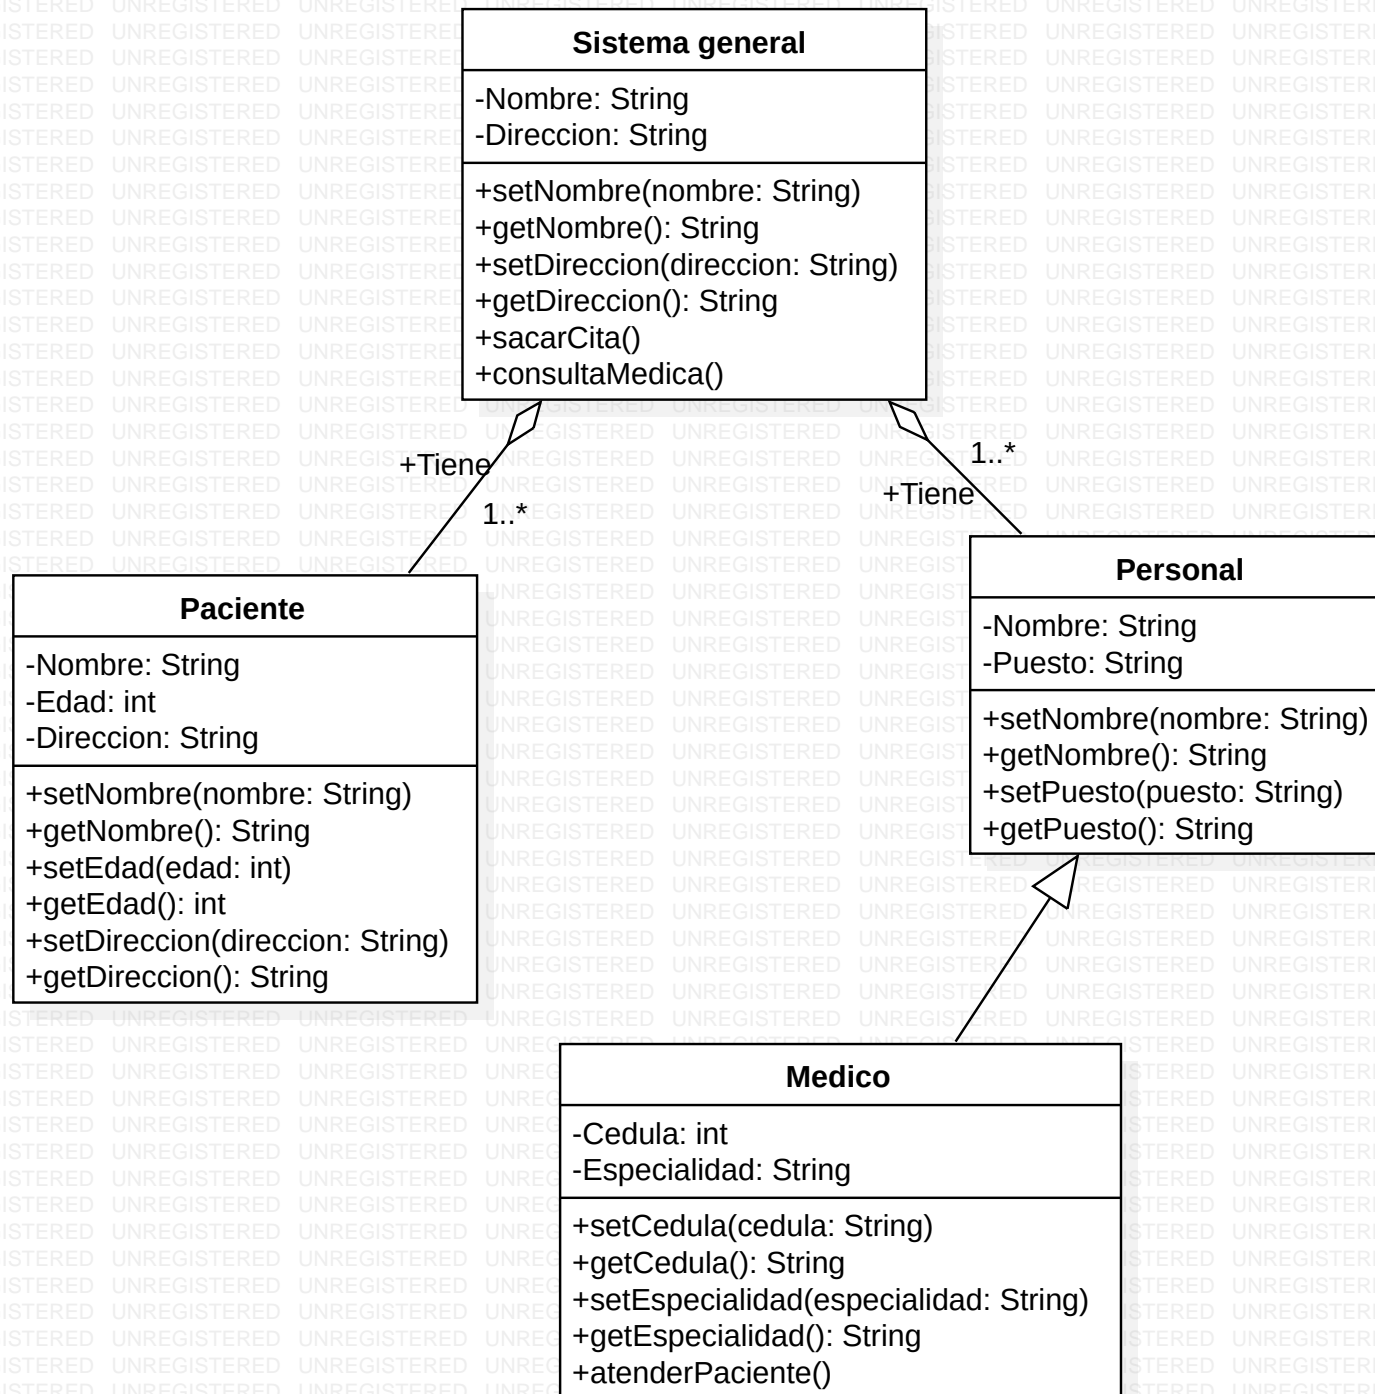 Sistema general
-Nombre: String
-Direccion: String
+setNombre(nombre: String)
+getNombre(): String
+setDireccion(direccion: String)
+getDireccion(): String
+sacarCita()
+consultaMedica()
+Tiene
1..*
1..*
+Tiene
Paciente
-Nombre: String
-Edad: int
-Direccion: String
+setNombre(nombre: String)
+getNombre(): String
+setEdad(edad: int)
+getEdad(): int
+setDireccion(direccion: String)
+getDireccion(): String
Personal
-Nombre: String
-Puesto: String
+setNombre(nombre: String)
+getNombre(): String
+setPuesto(puesto: String)
+getPuesto(): String
Medico
-Cedula: int
-Especialidad: String
+setCedula(cedula: String)
+getCedula(): String
+setEspecialidad(especialidad: String)
+getEspecialidad(): String
+atenderPaciente()
UNREGISTERED